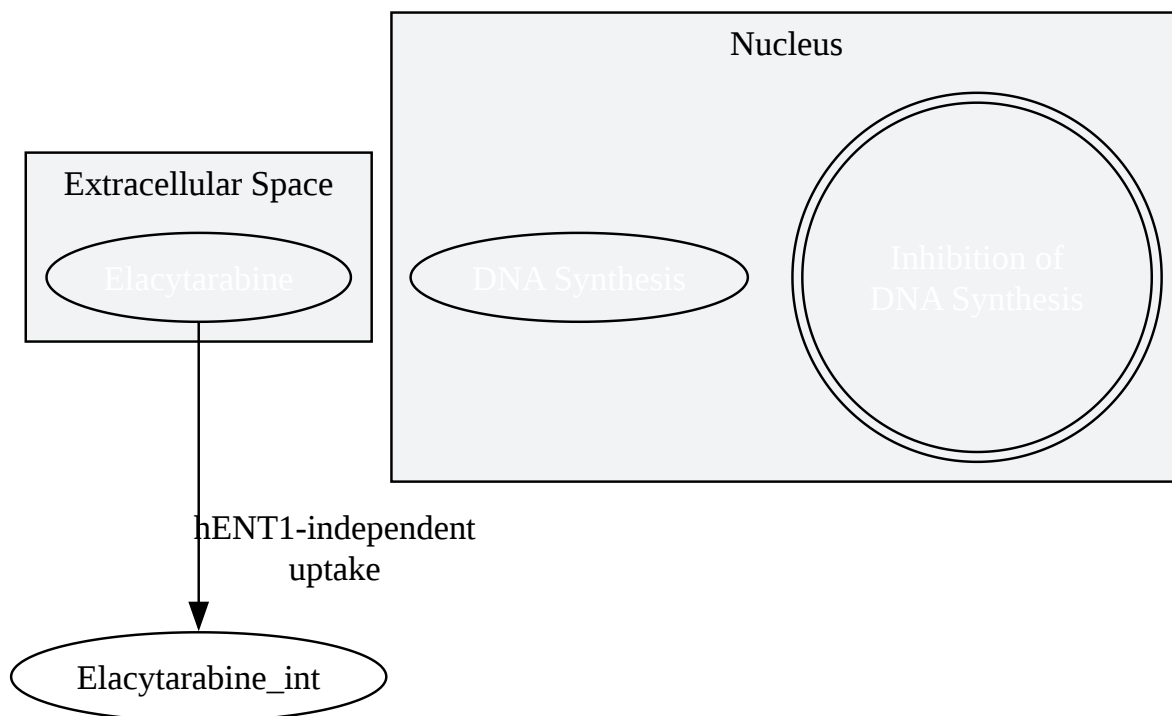 Nucleus
Extracellular Space
Elacytarabine
DNA Synthesis
Inhibition of
DNA Synthesis
hENT1-independent
uptake
Elacytarabine_int